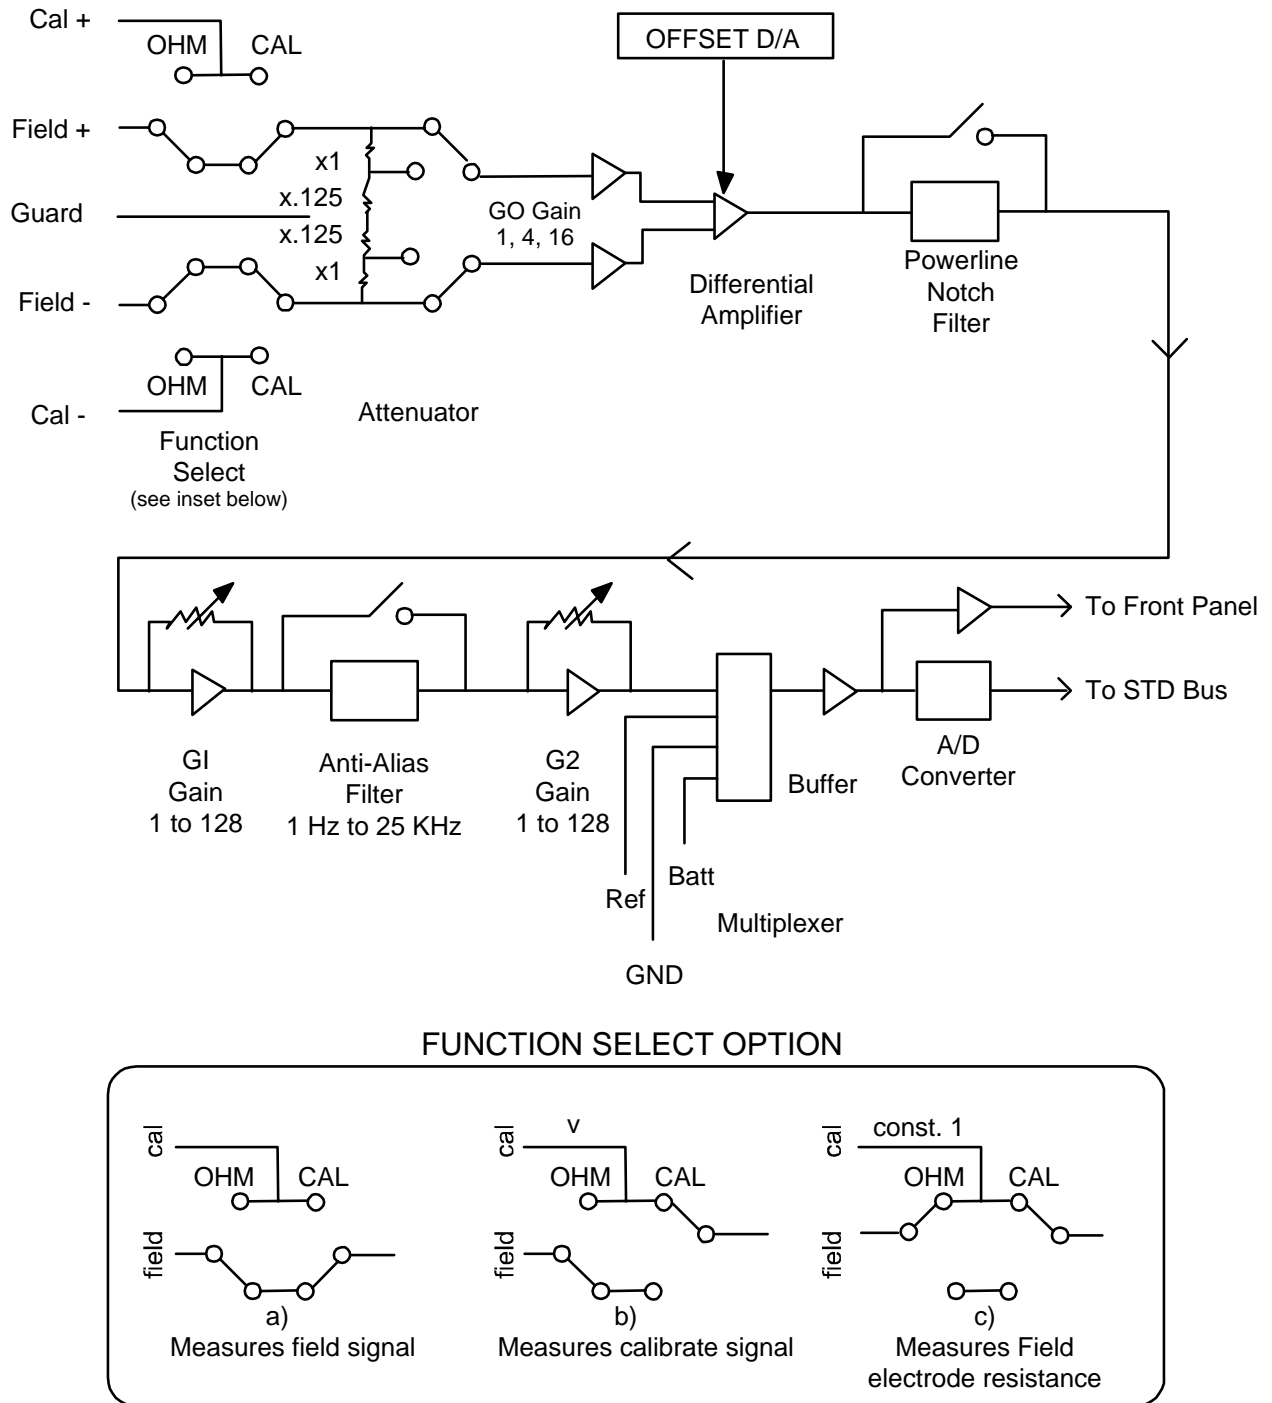 Cal +
OHM CAL
OFFSET D/A
Field +
x1
x.125
Guard
x.125
x1
GO Gain
1, 4, 16
Field -
Differential
Amplifier
Powerline
Notch
Filter
OHM CAL
Cal -
Attenuator
Function
Select
(see inset below)
To Front Panel
To STD Bus
GI
Gain
1 to 128
Anti-Alias
Filter
1 Hz to 25 KHz
G2
Gain
1 to 128
Buffer
A/D
Converter
Ref
Batt
Multiplexer
GND
FUNCTION SELECT OPTION
cal
OHM CAL
field
a)
Measures field signal
cal
v
OHM CAL
field
b)
Measures calibrate signal
cal
const. 1
OHM CAL
field
c)
Measures Field
electrode resistance